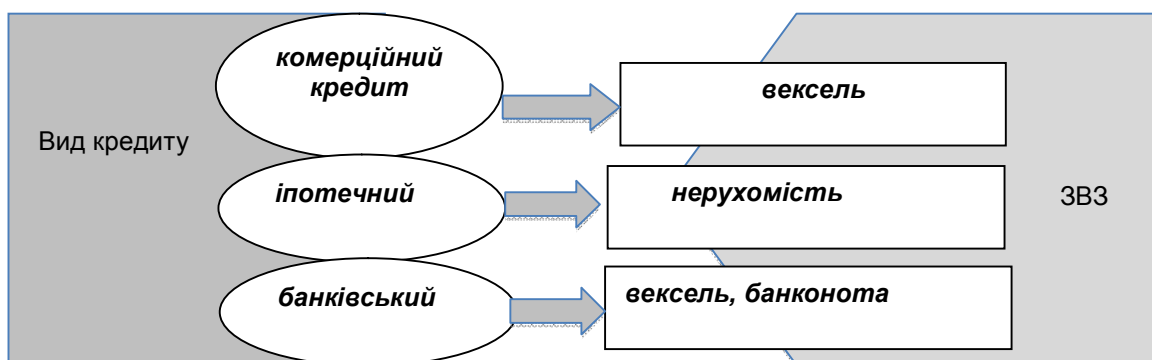 комерційний
кредит
вексель
Вид кредиту
іпотечний
нерухомість
ЗВЗ
банківський
вексель, банконота